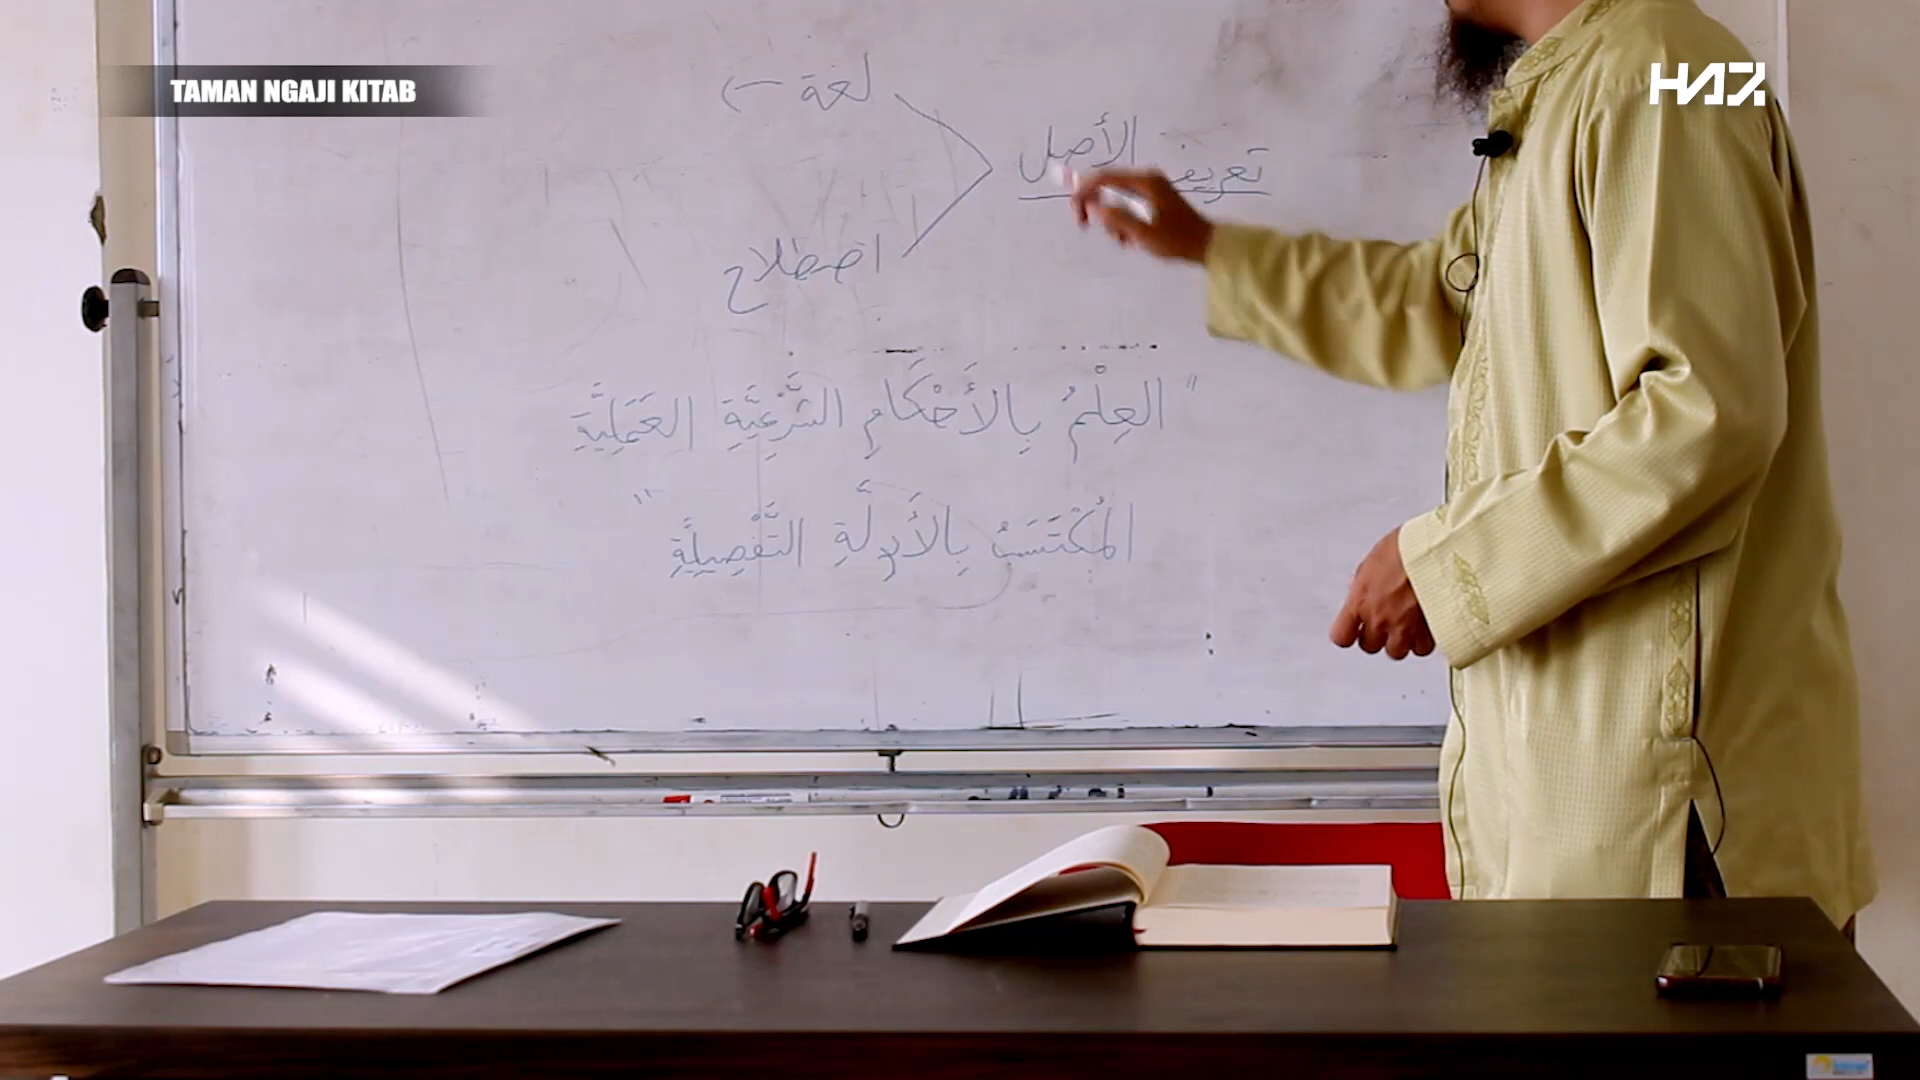 TAMAN NGAJI KITAB
HAZ
تعريف الأصل
لغة ←
اصطلاح
"العِلْمُ بِالأَحْكَامِ الشَّرْعِيَّةِ العَمَلِيَّةِ
المُكْتَسَبُ بِالأَدِلَّةِ التَّفْصِيلِيَّةِ"